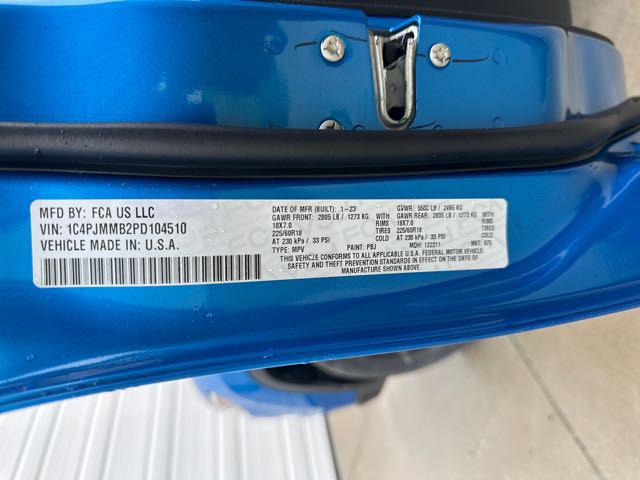 MFD BY: FCA US LLC
VIN: 1C4PJMMB2PD104510
VEHICLE MADE IN U.S.A.
DATE OF MFR (BUILT): 1-23 GVWR: 5500 LB / 2495 KG
GAWR FRONT: 2805 LB / 1273 KG WITH GAWR REAR: 2805 LB / 1273 KG WITH
18X7.0 RIMS 18X7.0 RIMS
225/60R18 TIRES 225/60R18 TIRES
AT 230 kPa / 33 PSI COLD AT 230 kPa / 33 PSI COLD
TYPE: MPV PAINT: PBJ MDH: 122211 MKT: 625
THIS VEHICLE CONFORMS TO ALL APPLICABLE U.S.A. FEDERAL MOTOR VEHICLE
SAFETY AND THEFT PREVENTION STANDARDS IN EFFECT ON THE DATE OF
MANUFACTURE SHOWN ABOVE.